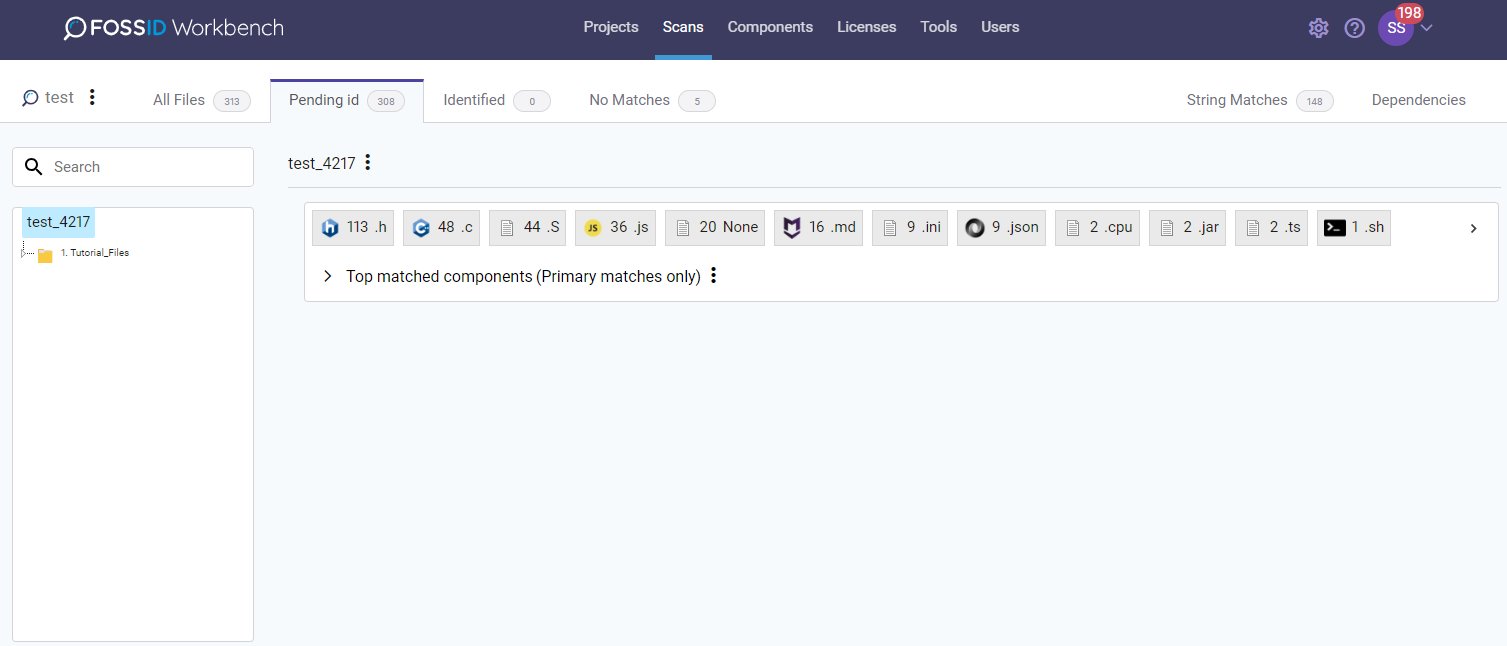 FOSSID Workbench
Projects Scans Components Licenses Tools Users
198
SS
test All Files 313 Pending id 308 Identified 0 No Matches 5 String Matches 148 Dependencies
Search
test_4217
1. Tutorial_Files
test_4217
113 .h 48 .c 44 .S JS 36 .js 20 None 16 .md 9 .ini 9 .json 2 .cpu 2 .jar 2 .ts 1 .sh
Top matched components (Primary matches only)